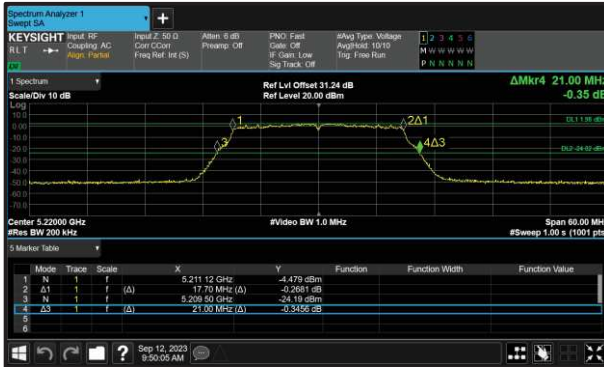 Spectrum Analyzer 1
Swept SA
+
KEYSIGHT
RLT
Input: RF
Coupling: AC
Align: Partial
Input Z: 50 Ω
Corr CCorr
Freq Ref: Int (S)
Atten: 6 dB
Preamp: Off
PNO: Fast
Gate: Off
IF Gain: Low
Sig Track: Off
#Avg Type: Voltage
Avg|Hold: 10/10
Trig: Free Run
1 2 3 4 5 6
M W W W W W
P N N N N N
1 Spectrum
Scale/Div 10 dB
Ref Lvl Offset 31.24 dB
Ref Level 20.00 dBm
ΔMkr4 21.00 MHz
-0.35 dB
Log
10.0
0.00
-10.0
-20.0
-30.0
-40.0
-50.0
-60.0
-70.0
1
2Δ1
3
4Δ3
Center 5.22000 GHz
#Res BW 200 kHz
#Video BW 1.0 MHz
Span 60.00 MHz
#Sweep 1.00 s (1001 pts)
5 Marker Table
Mode Trace Scale X Y Function Function Width Function Value
1 N 1 f 5.211 12 GHz -4.479 dBm
2 Δ1 1 f (Δ) 17.70 MHz (Δ) -0.2681 dB
3 N 1 f 5.209 50 GHz -24.19 dBm
4 Δ3 1 f (Δ) 21.00 MHz (Δ) -0.3456 dB
5
6
?
Sep 12, 2023
9:50:05 AM